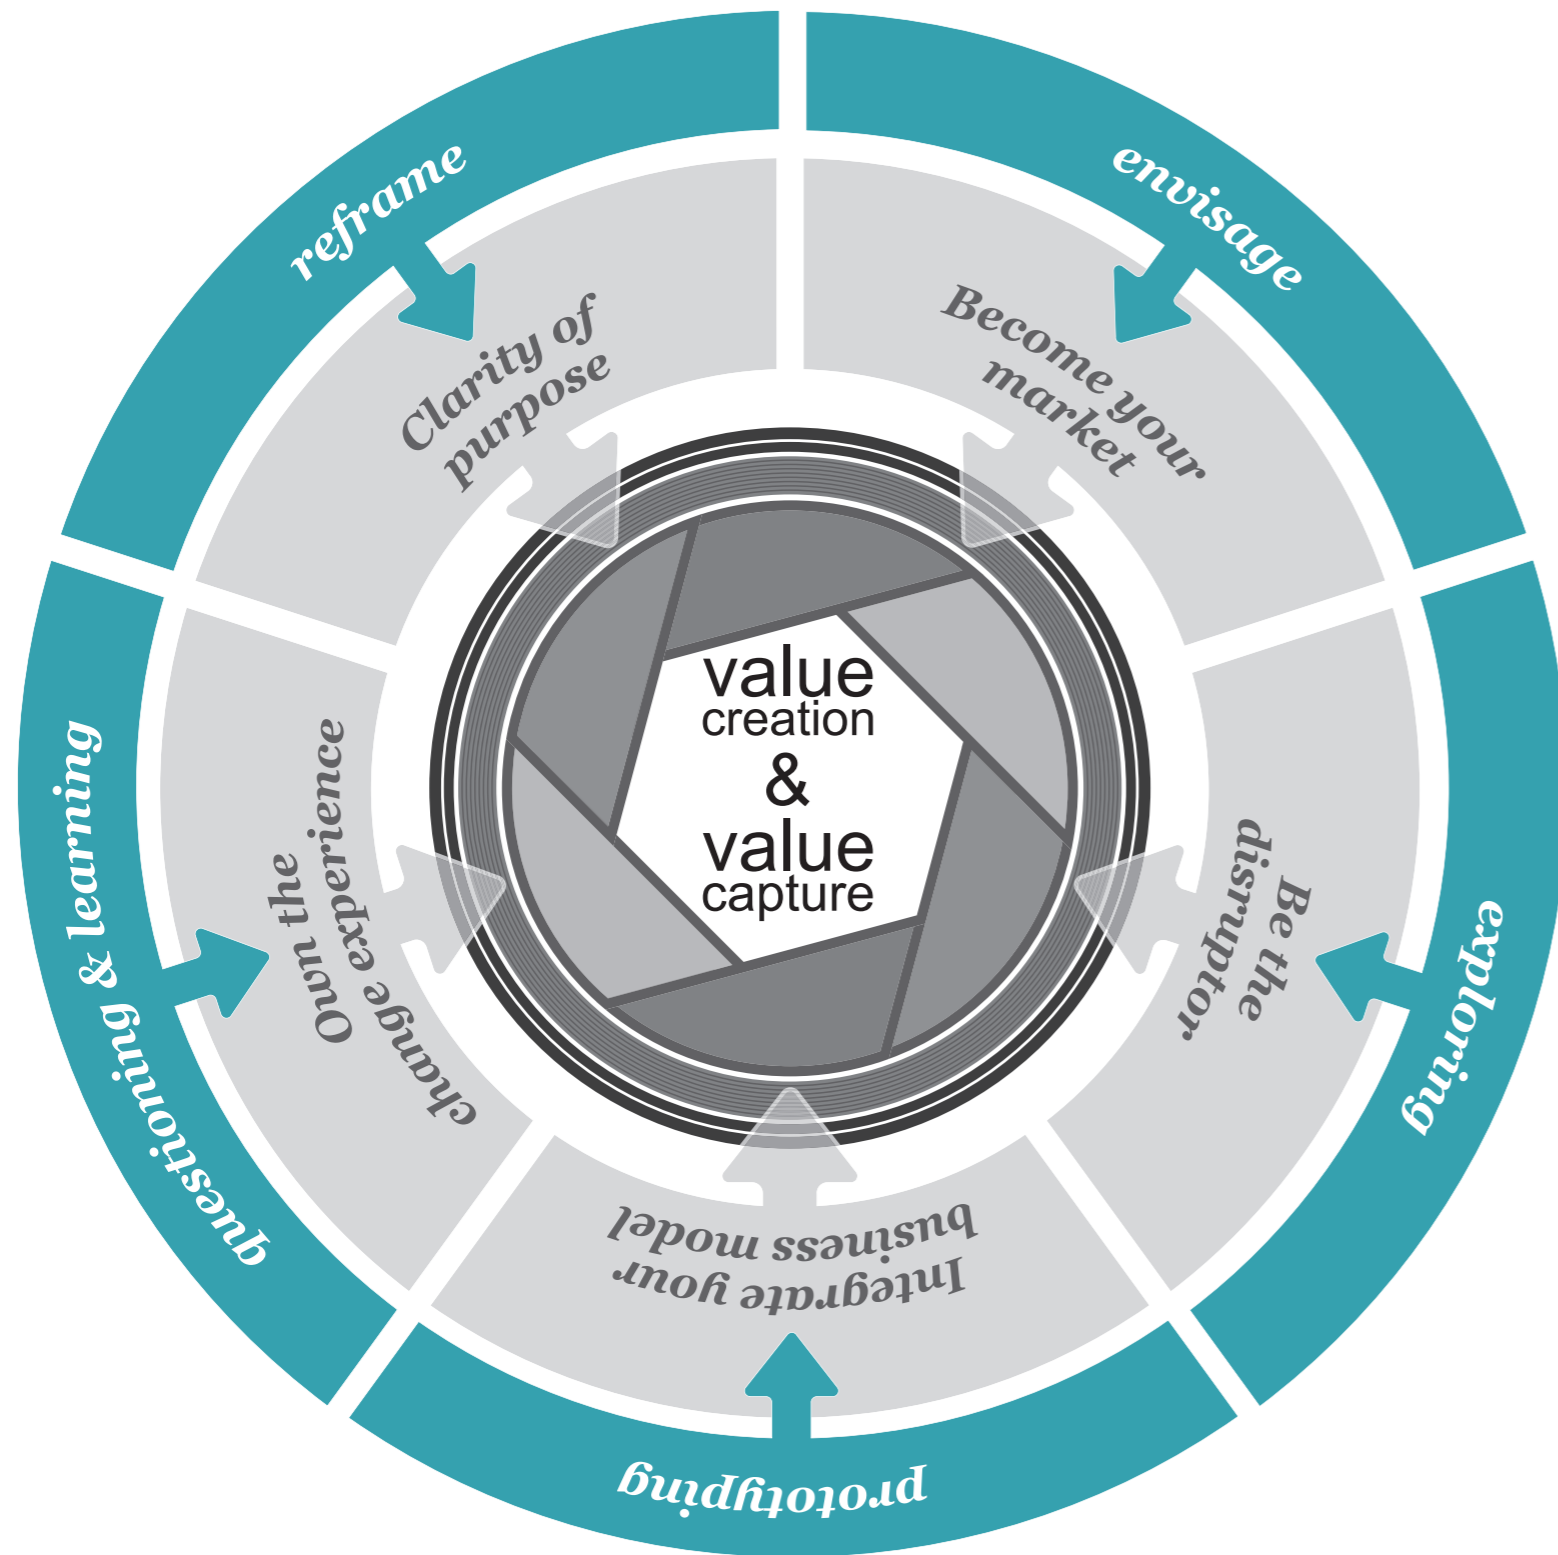 reframe
envisage
exploring
prototyping
questioning & learning
Clarity of
purpose
Become your
market
Be the
disruptor
Integrate your
business model
Own the
change experience
value
creation
&
value
capture